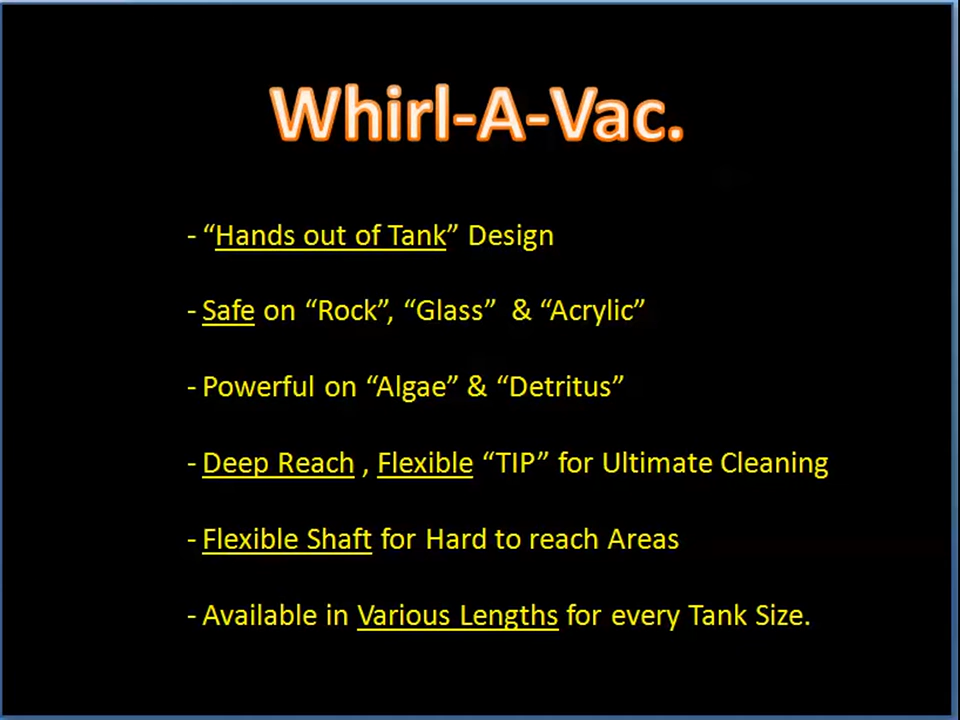 Whirl-A-Vac.
- “Hands out of Tank” Design
- Safe on “Rock”, “Glass” & “Acrylic”
- Powerful on “Algae” & “Detritus”
- Deep Reach , Flexible “TIP” for Ultimate Cleaning
- Flexible Shaft for Hard to reach Areas
- Available in Various Lengths for every Tank Size.